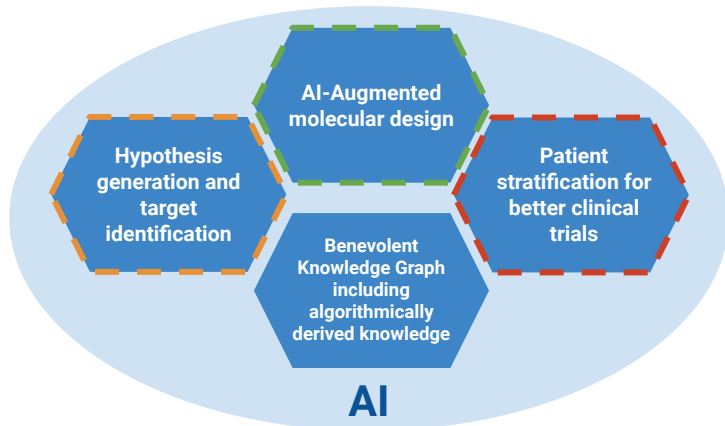 AI-Augmented
molecular design
Hypothesis
generation and
target
identification
Patient
stratification for
better clinical
trials
Benevolent
Knowledge Graph
including
algorithmically
derived knowledge
AI